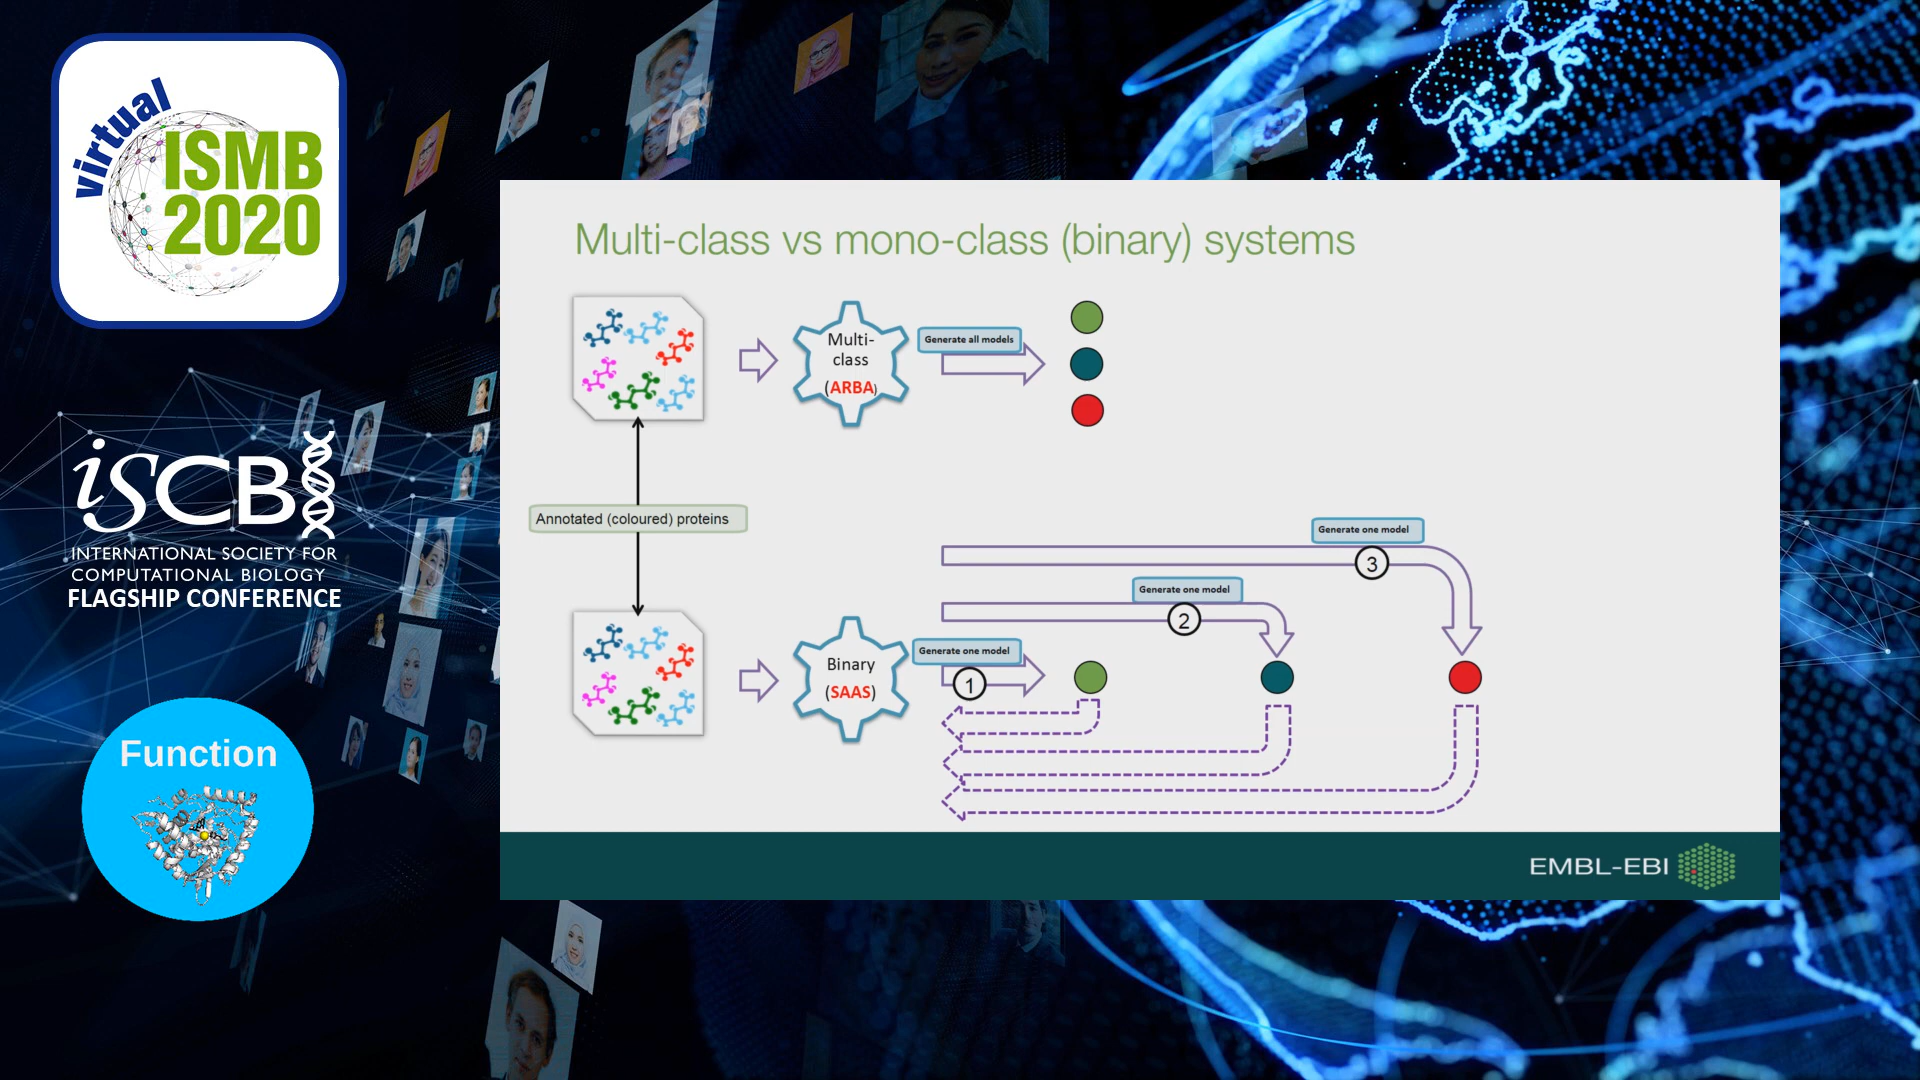 virtual
ISMB
2020
iSCB
INTERNATIONAL SOCIETY FOR
COMPUTATIONAL BIOLOGY
FLAGSHIP CONFERENCE
Function
Multi-class vs mono-class (binary) systems
Multi-
class
(ARBA)
Generate all models
Annotated (coloured) proteins
Generate one model
3
Generate one model
2
Binary
(SAAS)
Generate one model
1
EMBL-EBI